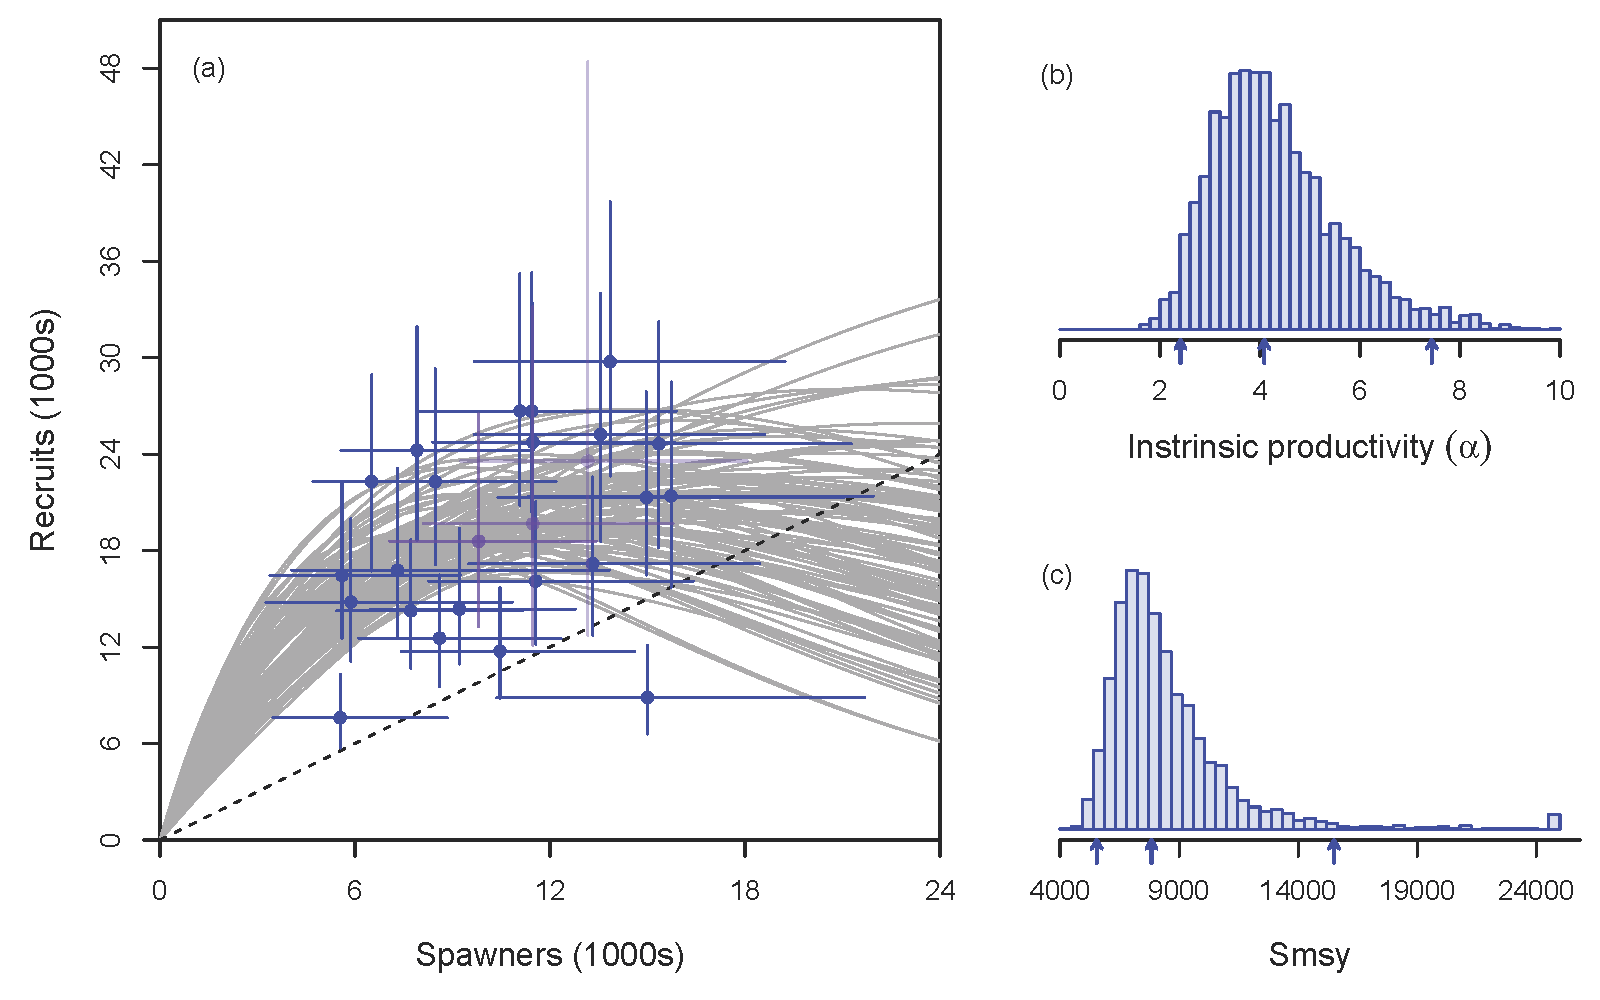 (a)
48
42
36
30
24
18
12
6
0
Recruits (1000s)
0 6 12 18 24
Spawners (1000s)
(b)
0 2 4 6 8 10
Instrinsic productivity (α)
(c)
4000 9000 14000 19000 24000
Smsy